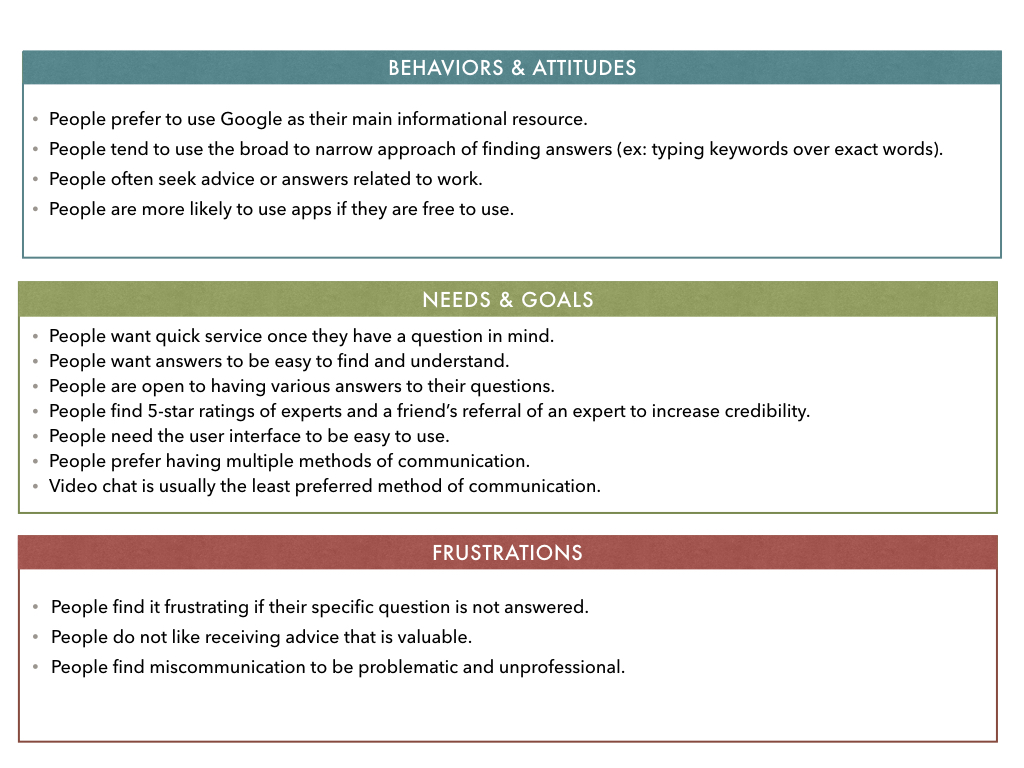 BEHAVIORS & ATTITUDES
• People prefer to use Google as their main informational resource.
• People tend to use the broad to narrow approach of finding answers (ex: typing keywords over exact words).
• People often seek advice or answers related to work.
• People are more likely to use apps if they are free to use.
NEEDS & GOALS
• People want quick service once they have a question in mind.
• People want answers to be easy to find and understand.
• People are open to having various answers to their questions.
• People find 5-star ratings of experts and a friend’s referral of an expert to increase credibility.
• People need the user interface to be easy to use.
• People prefer having multiple methods of communication.
• Video chat is usually the least preferred method of communication.
FRUSTRATIONS
• People find it frustrating if their specific question is not answered.
• People do not like receiving advice that is valuable.
• People find miscommunication to be problematic and unprofessional.